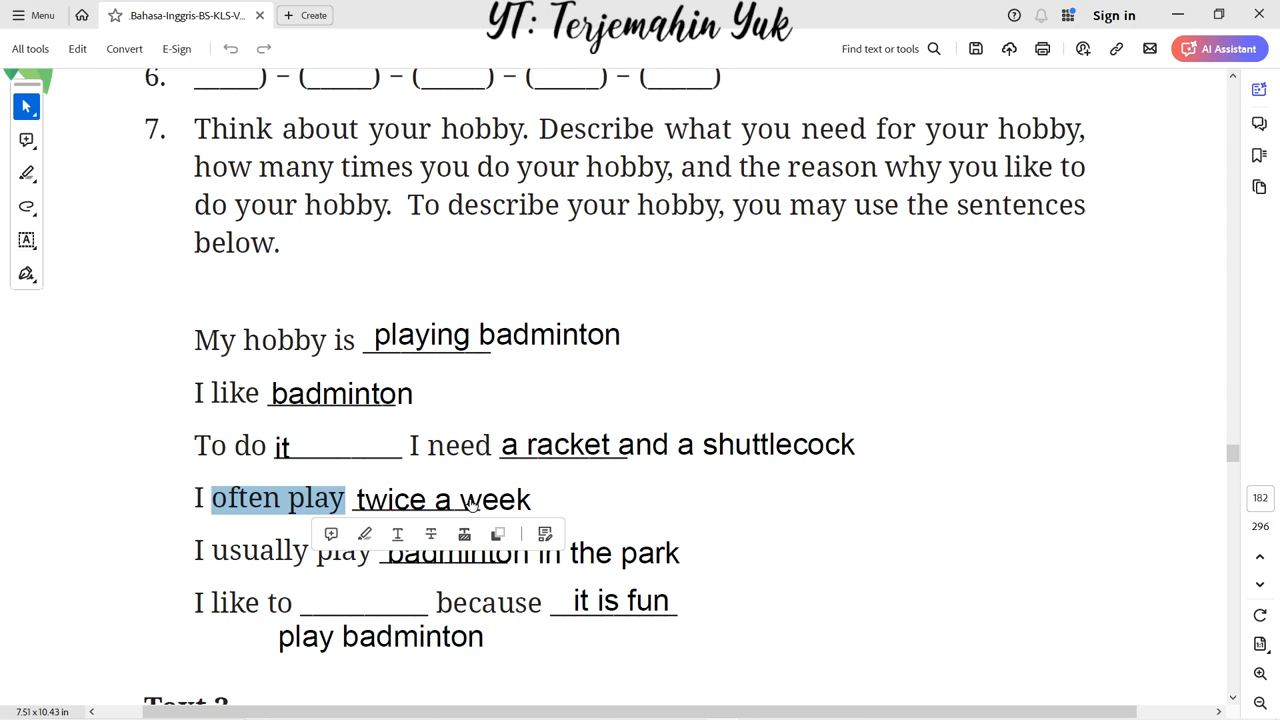 Menu
.Bahasa-Inggris-BS-KLS-V...
Create
YT: Terjemahin Yuk
Sign in
All tools Edit Convert E-Sign
Find text or tools
AI Assistant
6. _____) – (_____) – (_____) – (_____) – (_____)
7. Think about your hobby. Describe what you need for your hobby,
how many times you do your hobby, and the reason why you like to
do your hobby. To describe your hobby, you may use the sentences
below.
My hobby is playing badminton
I like badminton
To do it I need a racket and a shuttlecock
I often play twice a week
I usually play badminton in the park
I like to __________ because it is fun
play badminton
Text 2
182
296
7.51 x 10.43 in